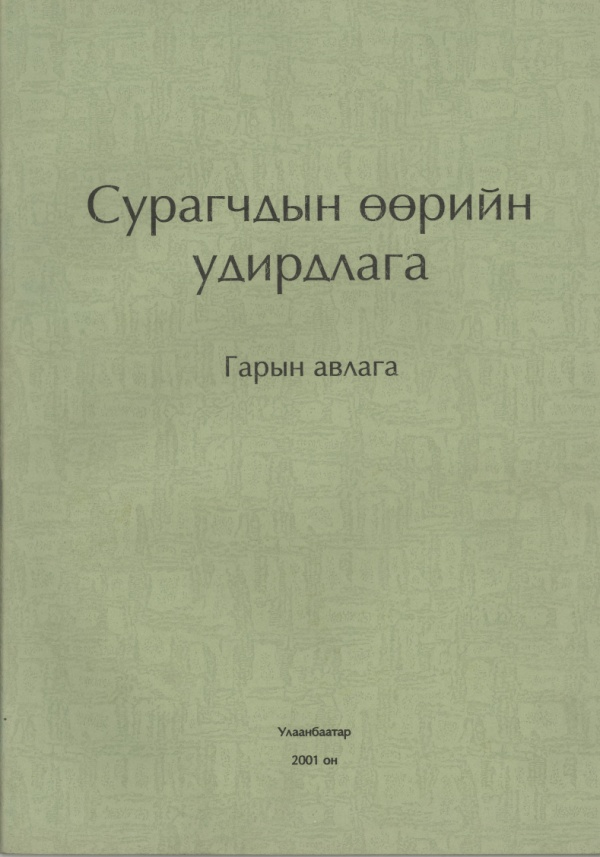 Сурагчдын өөрийн
удирдлага
Гарын авлага
Улаанбаатар
2001 он